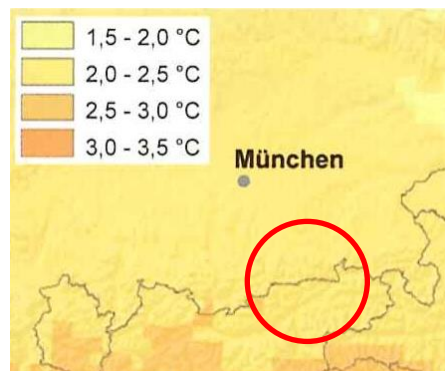 1,5 - 2,0 °C
2,0 - 2,5 °C
2,5 - 3,0 °C
3,0 - 3,5 °C
München